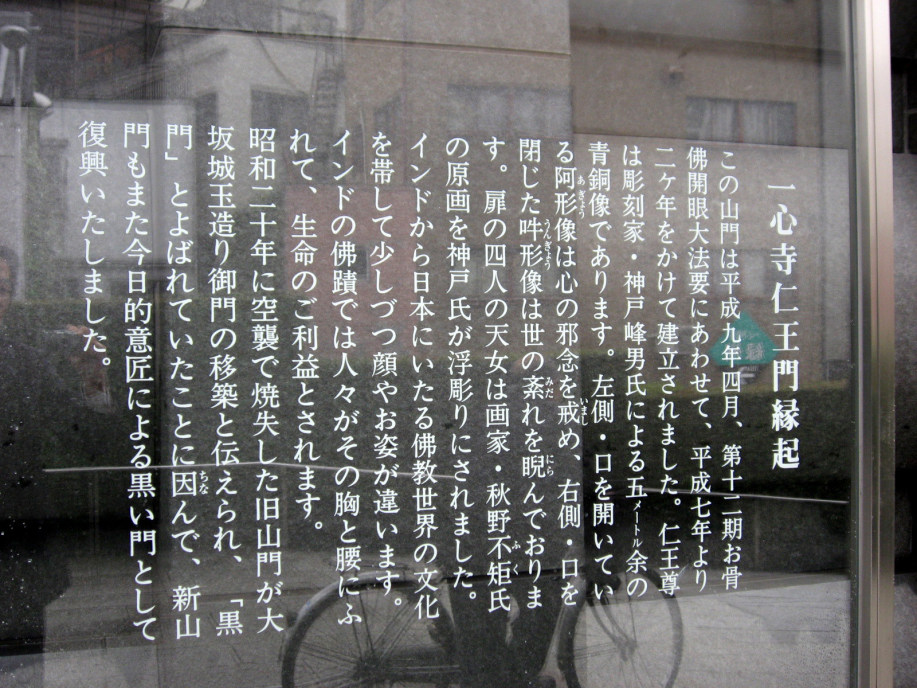 一心寺仁王門縁起
この山門は平成九年四月、第十二期お骨
佛開眼大法要にあわせて、平成七年より
二ケ年をかけて建立されました。仁王尊
は彫刻家・神戸峰男氏による五メートル余の
青銅像であります。左側・口を開いてい
る阿形像は心の邪念を戒め、右側・口を
閉じた吽形像は世の紊れを睨んでおりま
す。扉の四人の天女は画家・秋野不矩氏
の原画を神戸氏が浮彫りにされました。
インドから日本にいたる佛教世界の文化
を帯して少しづつ顔やお姿が違います。
インドの佛蹟では人々がその胸と腰にふ
れて、生命のご利益とされます。
昭和二十年に空襲で焼失した旧山門が大
坂城玉造り御門の移築と伝えられ、「黒
門」とよばれていたことに因んで、新山
門もまた今日的意匠による黒い門として
復興いたしました。